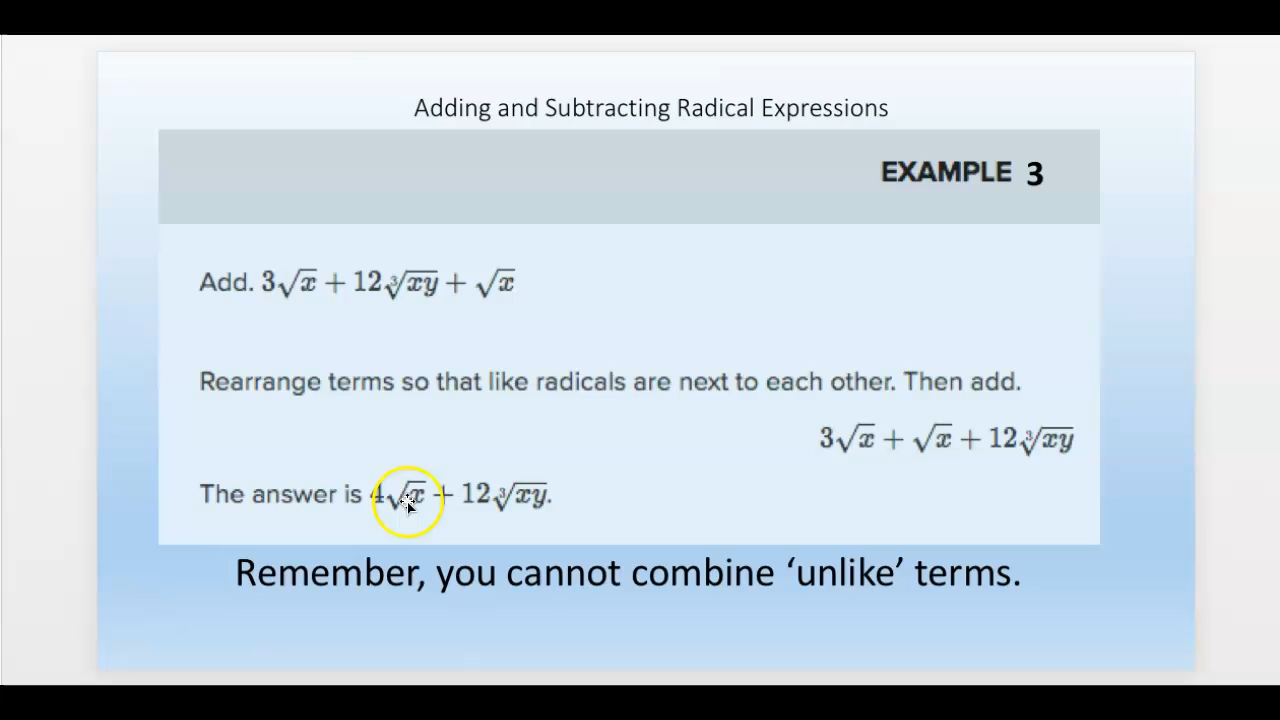 Adding and Subtracting Radical Expressions
EXAMPLE 3
Add. 3√x + 12∛xy + √x
Rearrange terms so that like radicals are next to each other. Then add.
3√x + √x + 12∛xy
The answer is 4√x + 12∛xy.
Remember, you cannot combine ‘unlike’ terms.